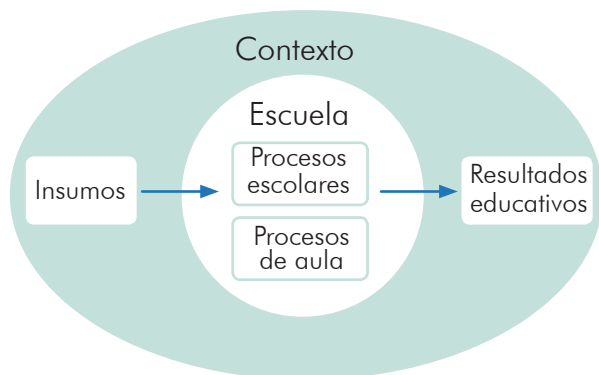 Contexto
Escuela
Insumos
Procesos
escolares
Procesos
de aula
Resultados
educativos